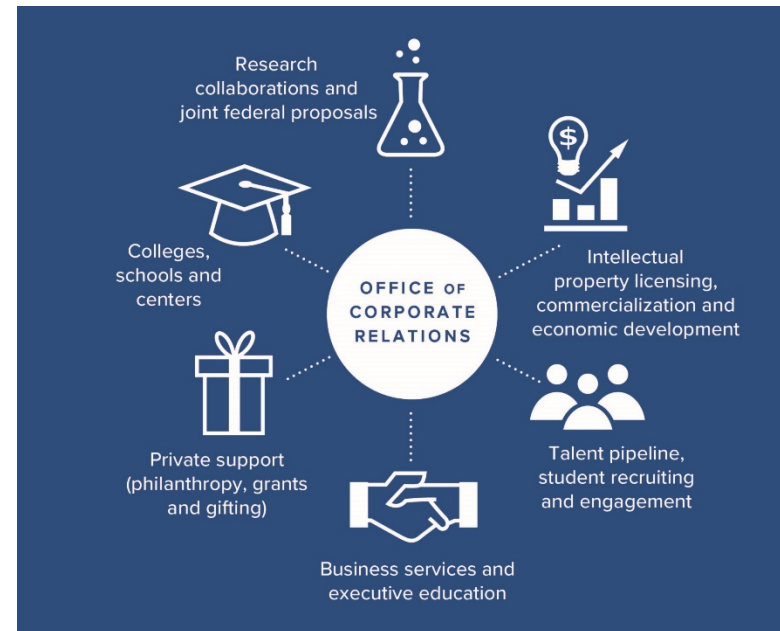 Research
collaborations and
joint federal proposals
$
Colleges,
schools and
centers
OFFICE OF
CORPORATE
RELATIONS
Intellectual
property licensing,
commercialization and
economic development
Private support
(philanthropy, grants
and gifting)
Talent pipeline,
student recruiting
and engagement
Business services and
executive education